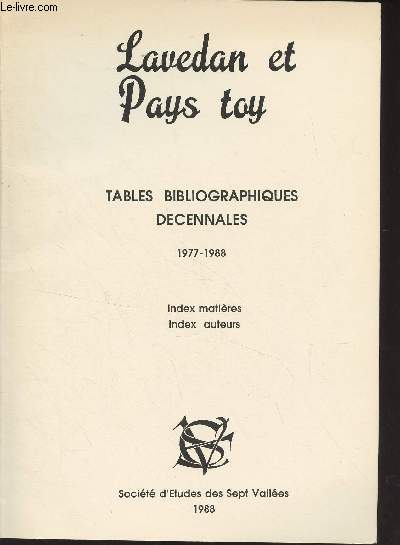 Le-livre.com
Lavedan et
Pays toy
TABLES BIBLIOGRAPHIQUES
DECENNALES
1977-1988
Index matières
Index auteurs
Société d'Etudes des Sept Vallées
1988